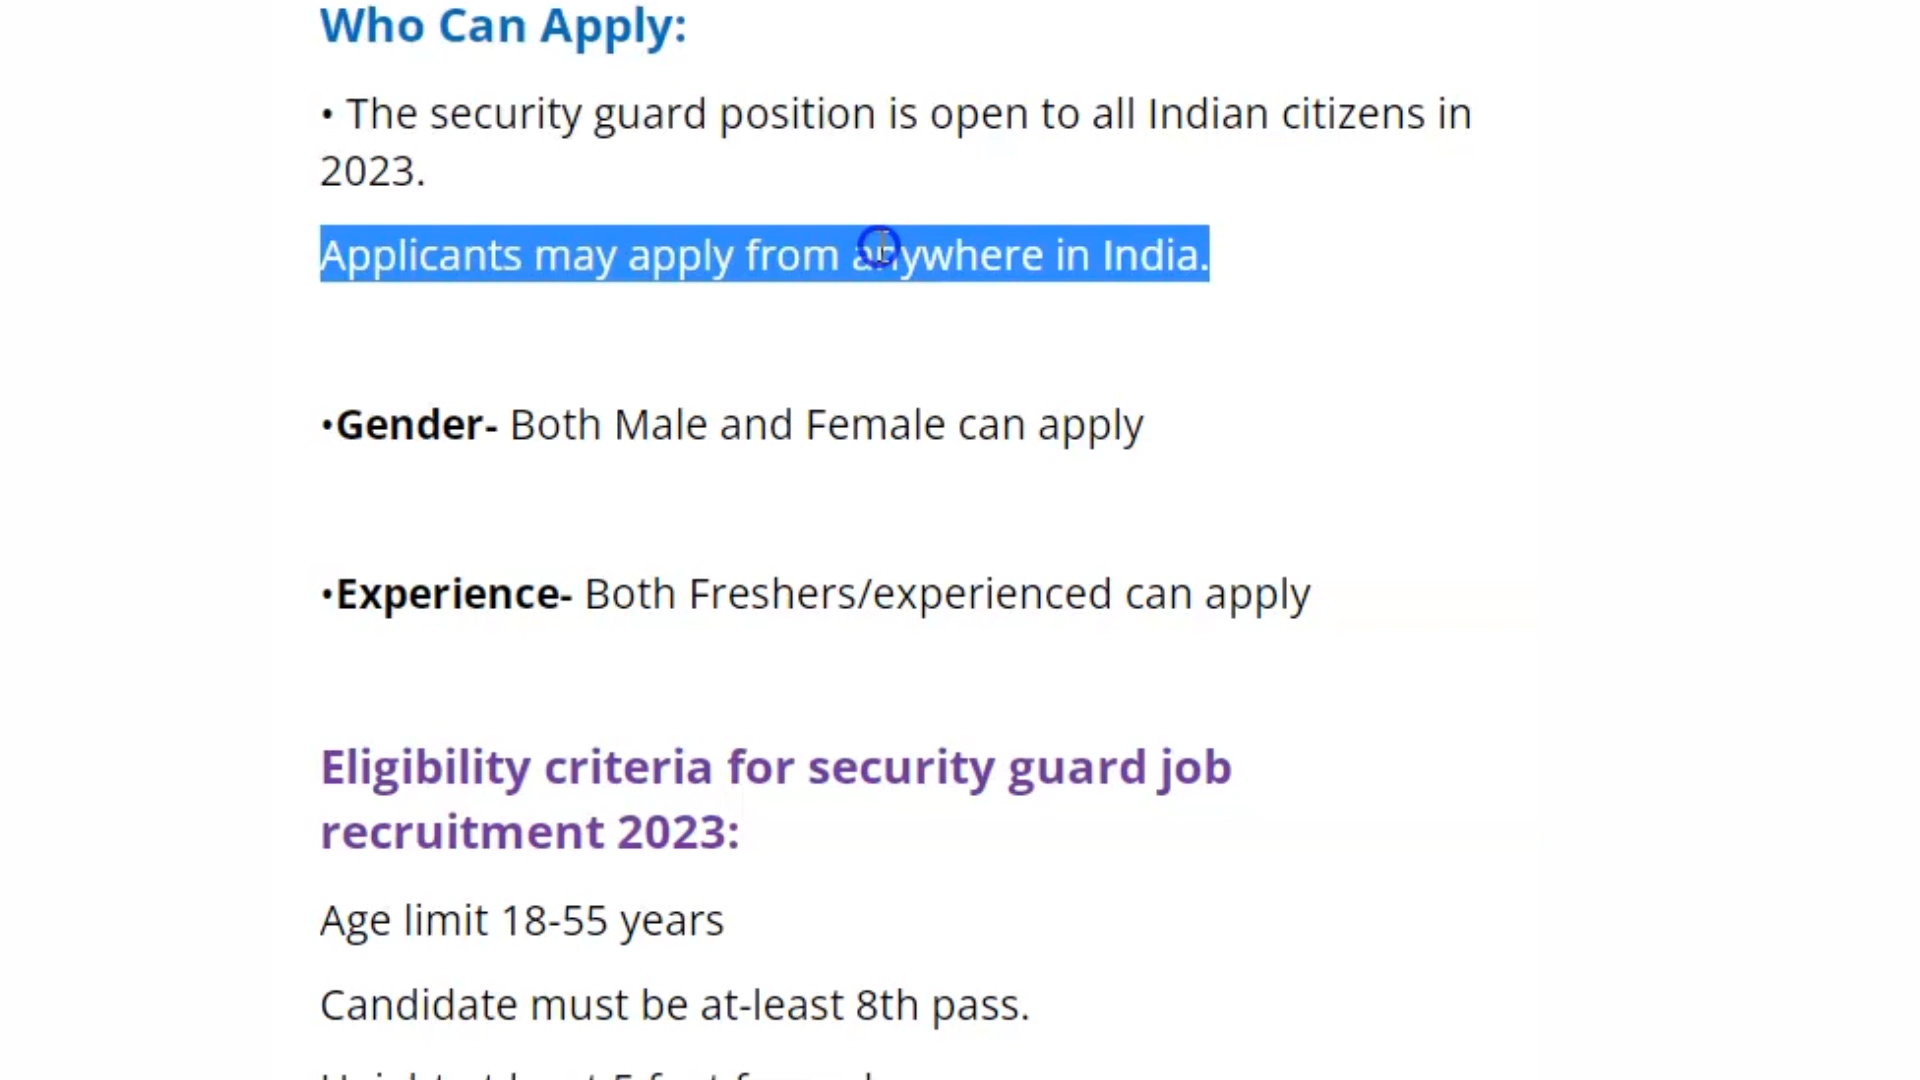 Who Can Apply:
• The security guard position is open to all Indian citizens in
2023.
Applicants may apply from anywhere in India.
•Gender- Both Male and Female can apply
•Experience- Both Freshers/experienced can apply
Eligibility criteria for security guard job
recruitment 2023:
Age limit 18-55 years
Candidate must be at-least 8th pass.